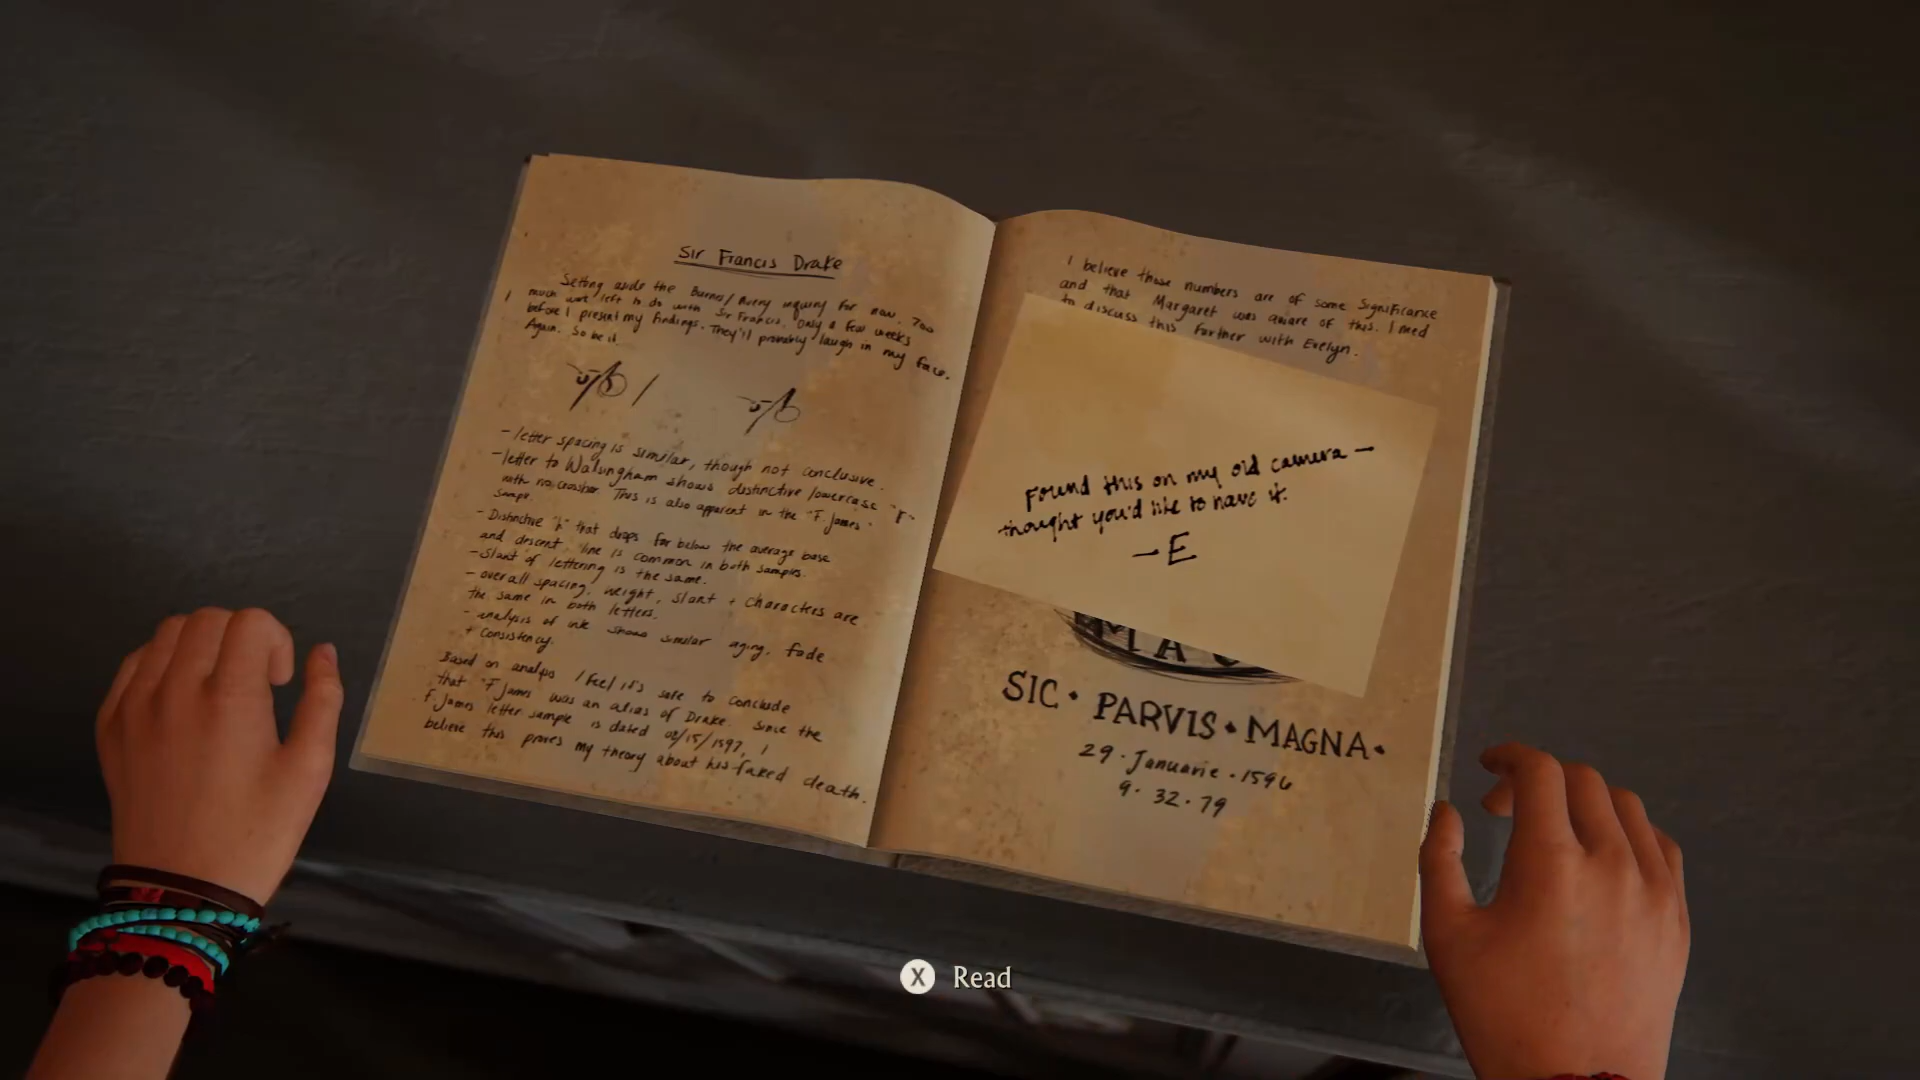 Sir Francis Drake
Setting aside the Burnes/Avery inquiry for now. Too
much work left to do with Sir Francis. Only a few weeks
before I present my findings. They'll probably laugh in my face.
Again. So be it.
- letter spacing is similar, though not conclusive.
- letter to Walsingham shows distinctive lowercase "r"
with no crossbar. This is also apparent in the "F. James"
sample.
- Distinctive "h" that drops far below the average base
and descent line is common in both samples.
- slant of lettering is the same.
- overall spacing, weight, slant + characters are
the same in both letters.
- analysis of ink shows similar aging, fade
+ consistency.
Based on analysis I feel it's safe to conclude
that "F James was an alias of Drake. Since the
F James letter sample is dated 02/15/1597, I
believe this proves my theory about his faked death.
I believe these numbers are of some significance
and that Margaret was aware of this. I need
to discuss this further with Evelyn.
Found this on my old camera —
thought you'd like to have it.
— E
SIC • PARVIS • MAGNA •
29 • Januarie • 1596
9 • 32 • 79
X Read